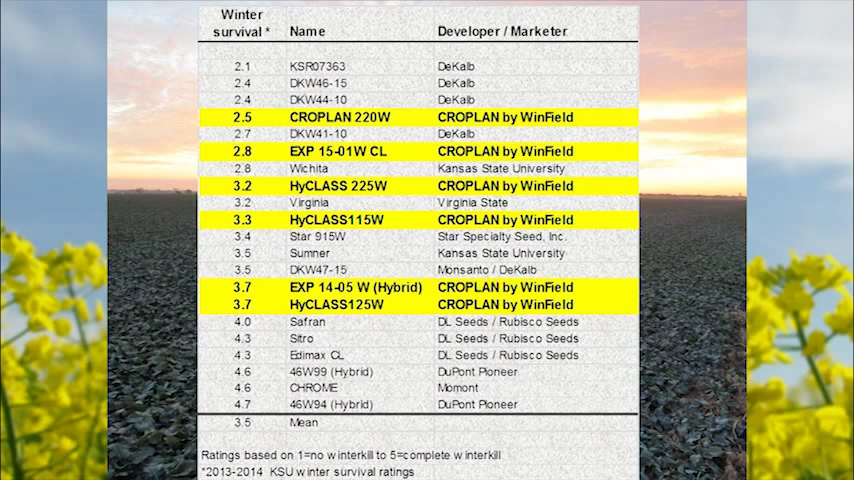 Winter
survival * Name Developer / Marketer
2.1 KSR07363 DeKalb
2.4 DKW46-15 DeKalb
2.4 DKW44-10 DeKalb
2.5 CROPLAN 220W CROPLAN by WinField
2.7 DKW41-10 DeKalb
2.8 EXP 15-01W CL CROPLAN by WinField
2.8 Wichita Kansas State University
3.2 HyCLASS 225W CROPLAN by WinField
3.2 Virginia Virginia State
3.3 HyCLASS115W CROPLAN by WinField
3.4 Star 915W Star Specialty Seed, Inc.
3.5 Sumner Kansas State University
3.5 DKW47-15 Monsanto / DeKalb
3.7 EXP 14-05 W (Hybrid) CROPLAN by WinField
3.7 HyCLASS125W CROPLAN by WinField
4.0 Safran DL Seeds / Rubisco Seeds
4.3 Sitro DL Seeds / Rubisco Seeds
4.3 Edimax CL DL Seeds / Rubisco Seeds
4.6 46W99 (Hybrid) DuPont Pioneer
4.6 CHROME Momont
4.7 46W94 (Hybrid) DuPont Pioneer
3.5 Mean
Ratings based on 1=no winterkill to 5=complete winterkill
*2013-2014 KSU winter survival ratings